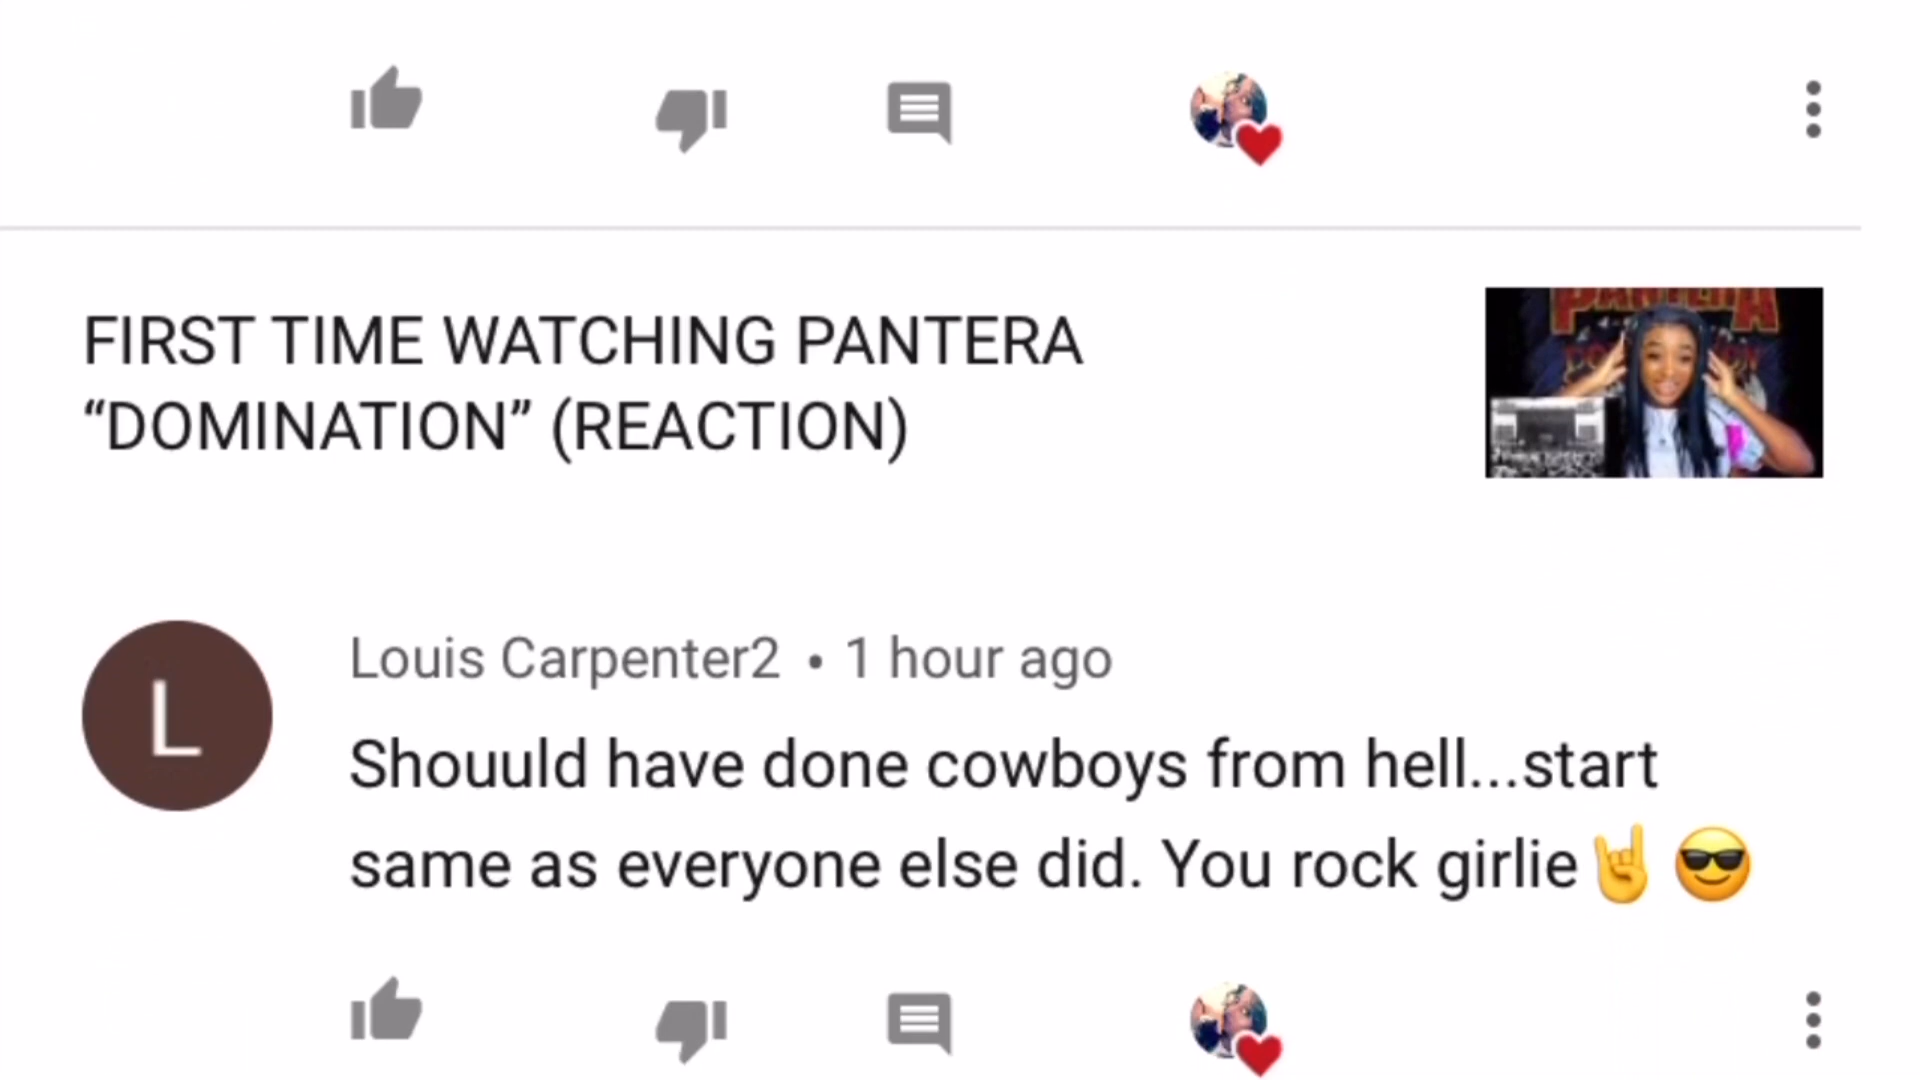 FIRST TIME WATCHING PANTERA
“DOMINATION” (REACTION)
PANTERA
L
Louis Carpenter2 • 1 hour ago
Shouuld have done cowboys from hell...start
same as everyone else did. You rock girlie🤘😎